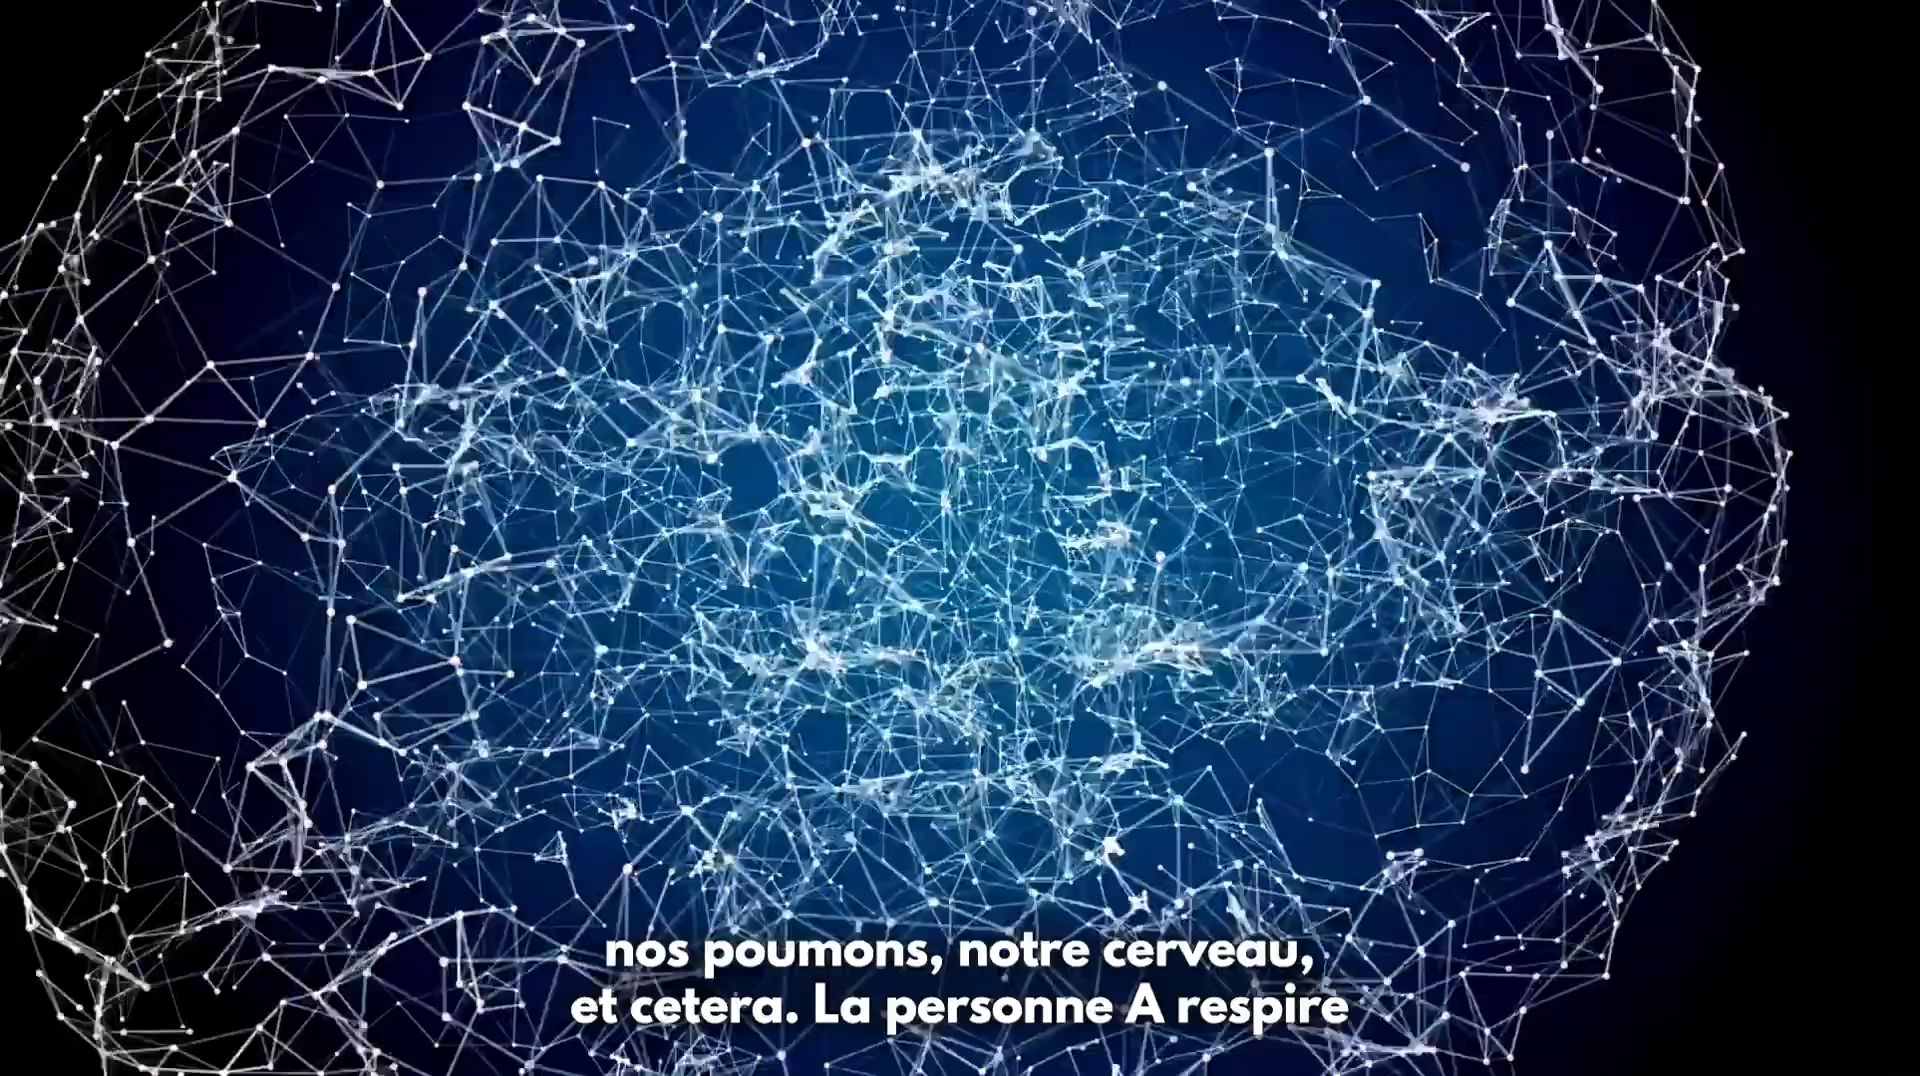 nos poumons, notre cerveau,
et cetera. La personne A respire